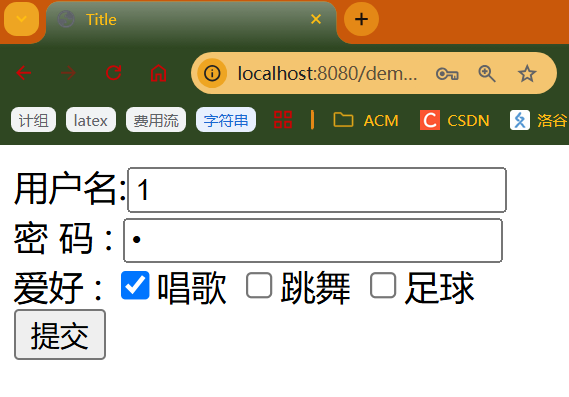 Title
localhost:8080/dem...
计组 latex 费用流 字符串 ACM CSDN 洛谷
用户名: 1
密 码 : •
爱好 : 唱歌 跳舞 足球
提交